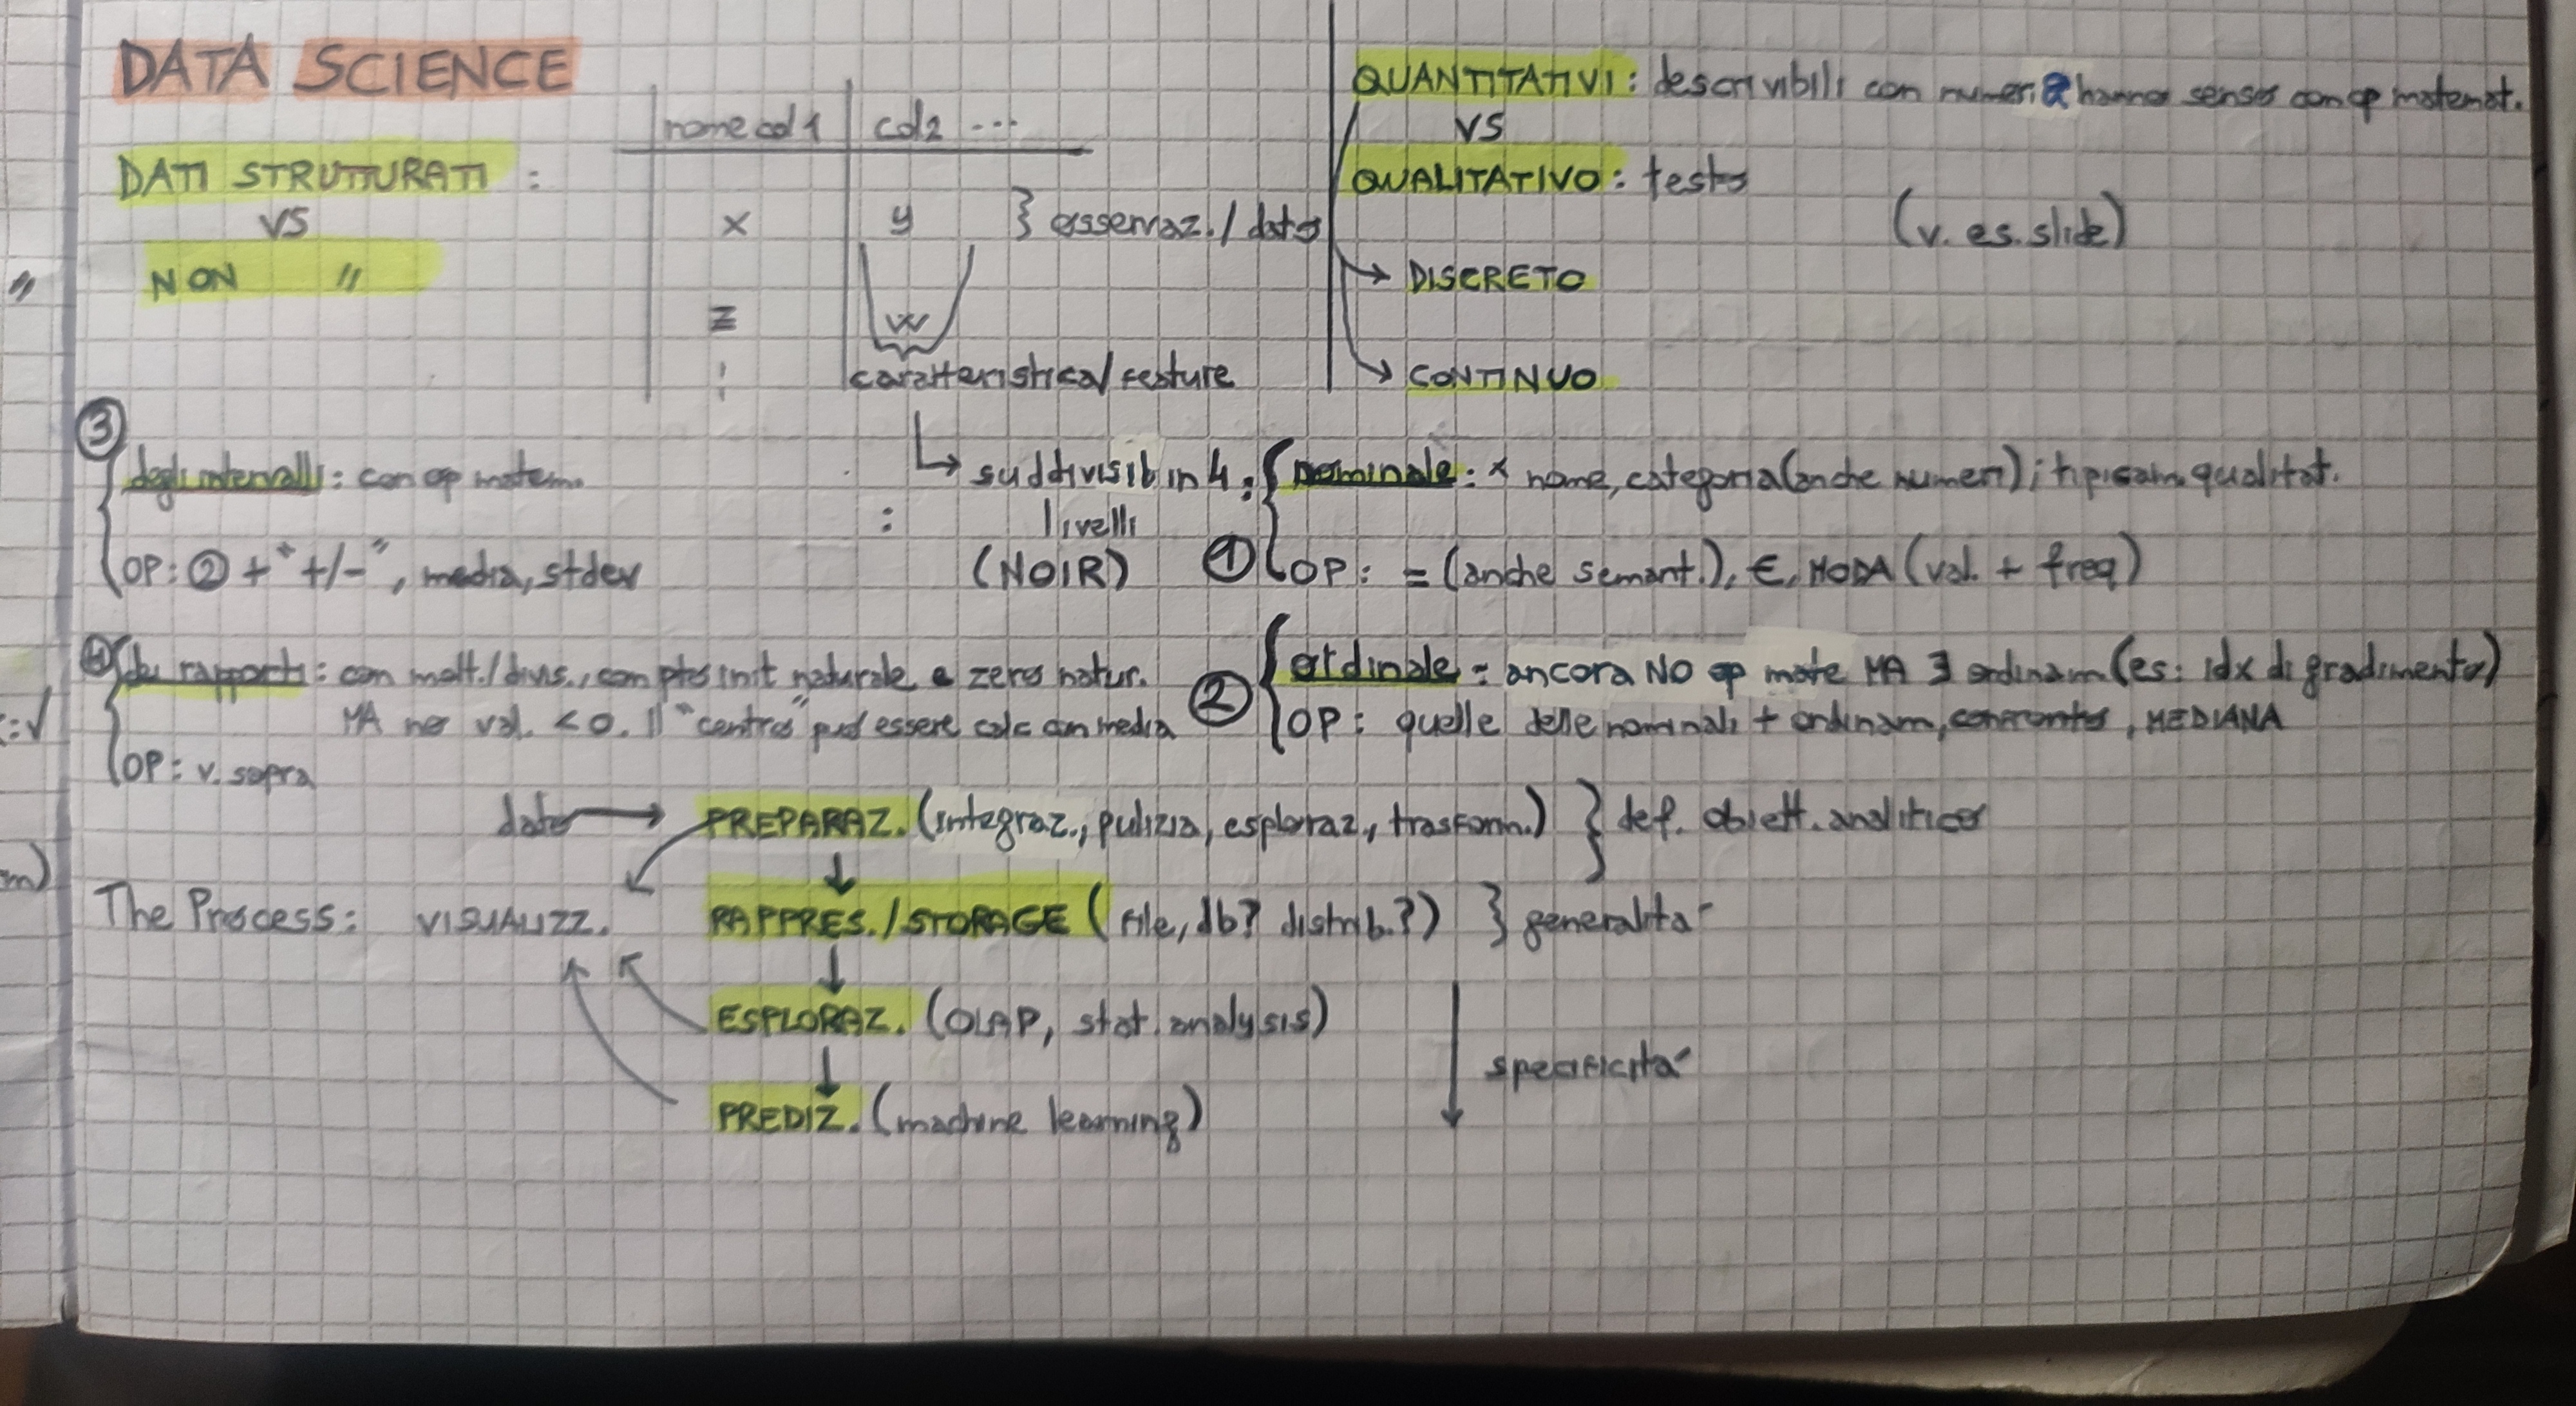 DATA SCIENCE
nome col 1 | col2 ...
DATI STRUTTURATI :
VS
NON "
x y } osservaz. / dato
z w
caratteristica/feature
QUANTITATIVI: descrivibili con numeri e hanno senso con op matemat.
VS
QUALITATIVO: testo
(v. es. slide)
→ DISCRETO
→ CONTINUO
↳ suddivisib in 4 :
livelli
(NOIR)
① nominale: x nome, categoria (anche numeri); tipicam. qualitat.
OP: = (anche semant.), ∈, MODA (val. + freq)
② ordinale = ancora NO op mate MA ∃ ordinam (es: idx di gradimento)
OP: quelle delle nominali + ordinam, confronto, MEDIANA
③ degli intervalli: con op matem.
OP: ② + "+/-", media, stdev
④ dei rapporti: con molt./divis., con pto init naturale e zero natur.
MA no val. < 0. Il "centro" può essere calc con media
OP: v. sopra
dato → PREPARAZ. (integraz., pulizia, esploraz., trasform.) } def. obiett. analitico
The Process: VISUALIZZ. RAPPRES./STORAGE (file, db? distrib.?) } generalità
ESPLORAZ. (OLAP, stat. analysis)
specificità
PREDIZ. (machine learning)
"
:√
m)